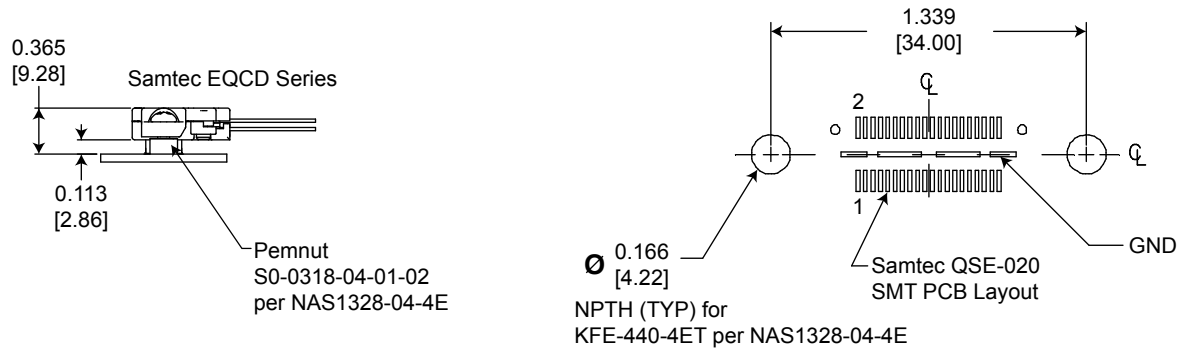 0.365
[9.28]
Samtec EQCD Series
0.113
[2.86]
Pemnut
S0-0318-04-01-02
per NAS1328-04-4E
1.339
[34.00]
℄
2
℄
1
GND
Ø 0.166
[4.22]
Samtec QSE-020
SMT PCB Layout
NPTH (TYP) for
KFE-440-4ET per NAS1328-04-4E